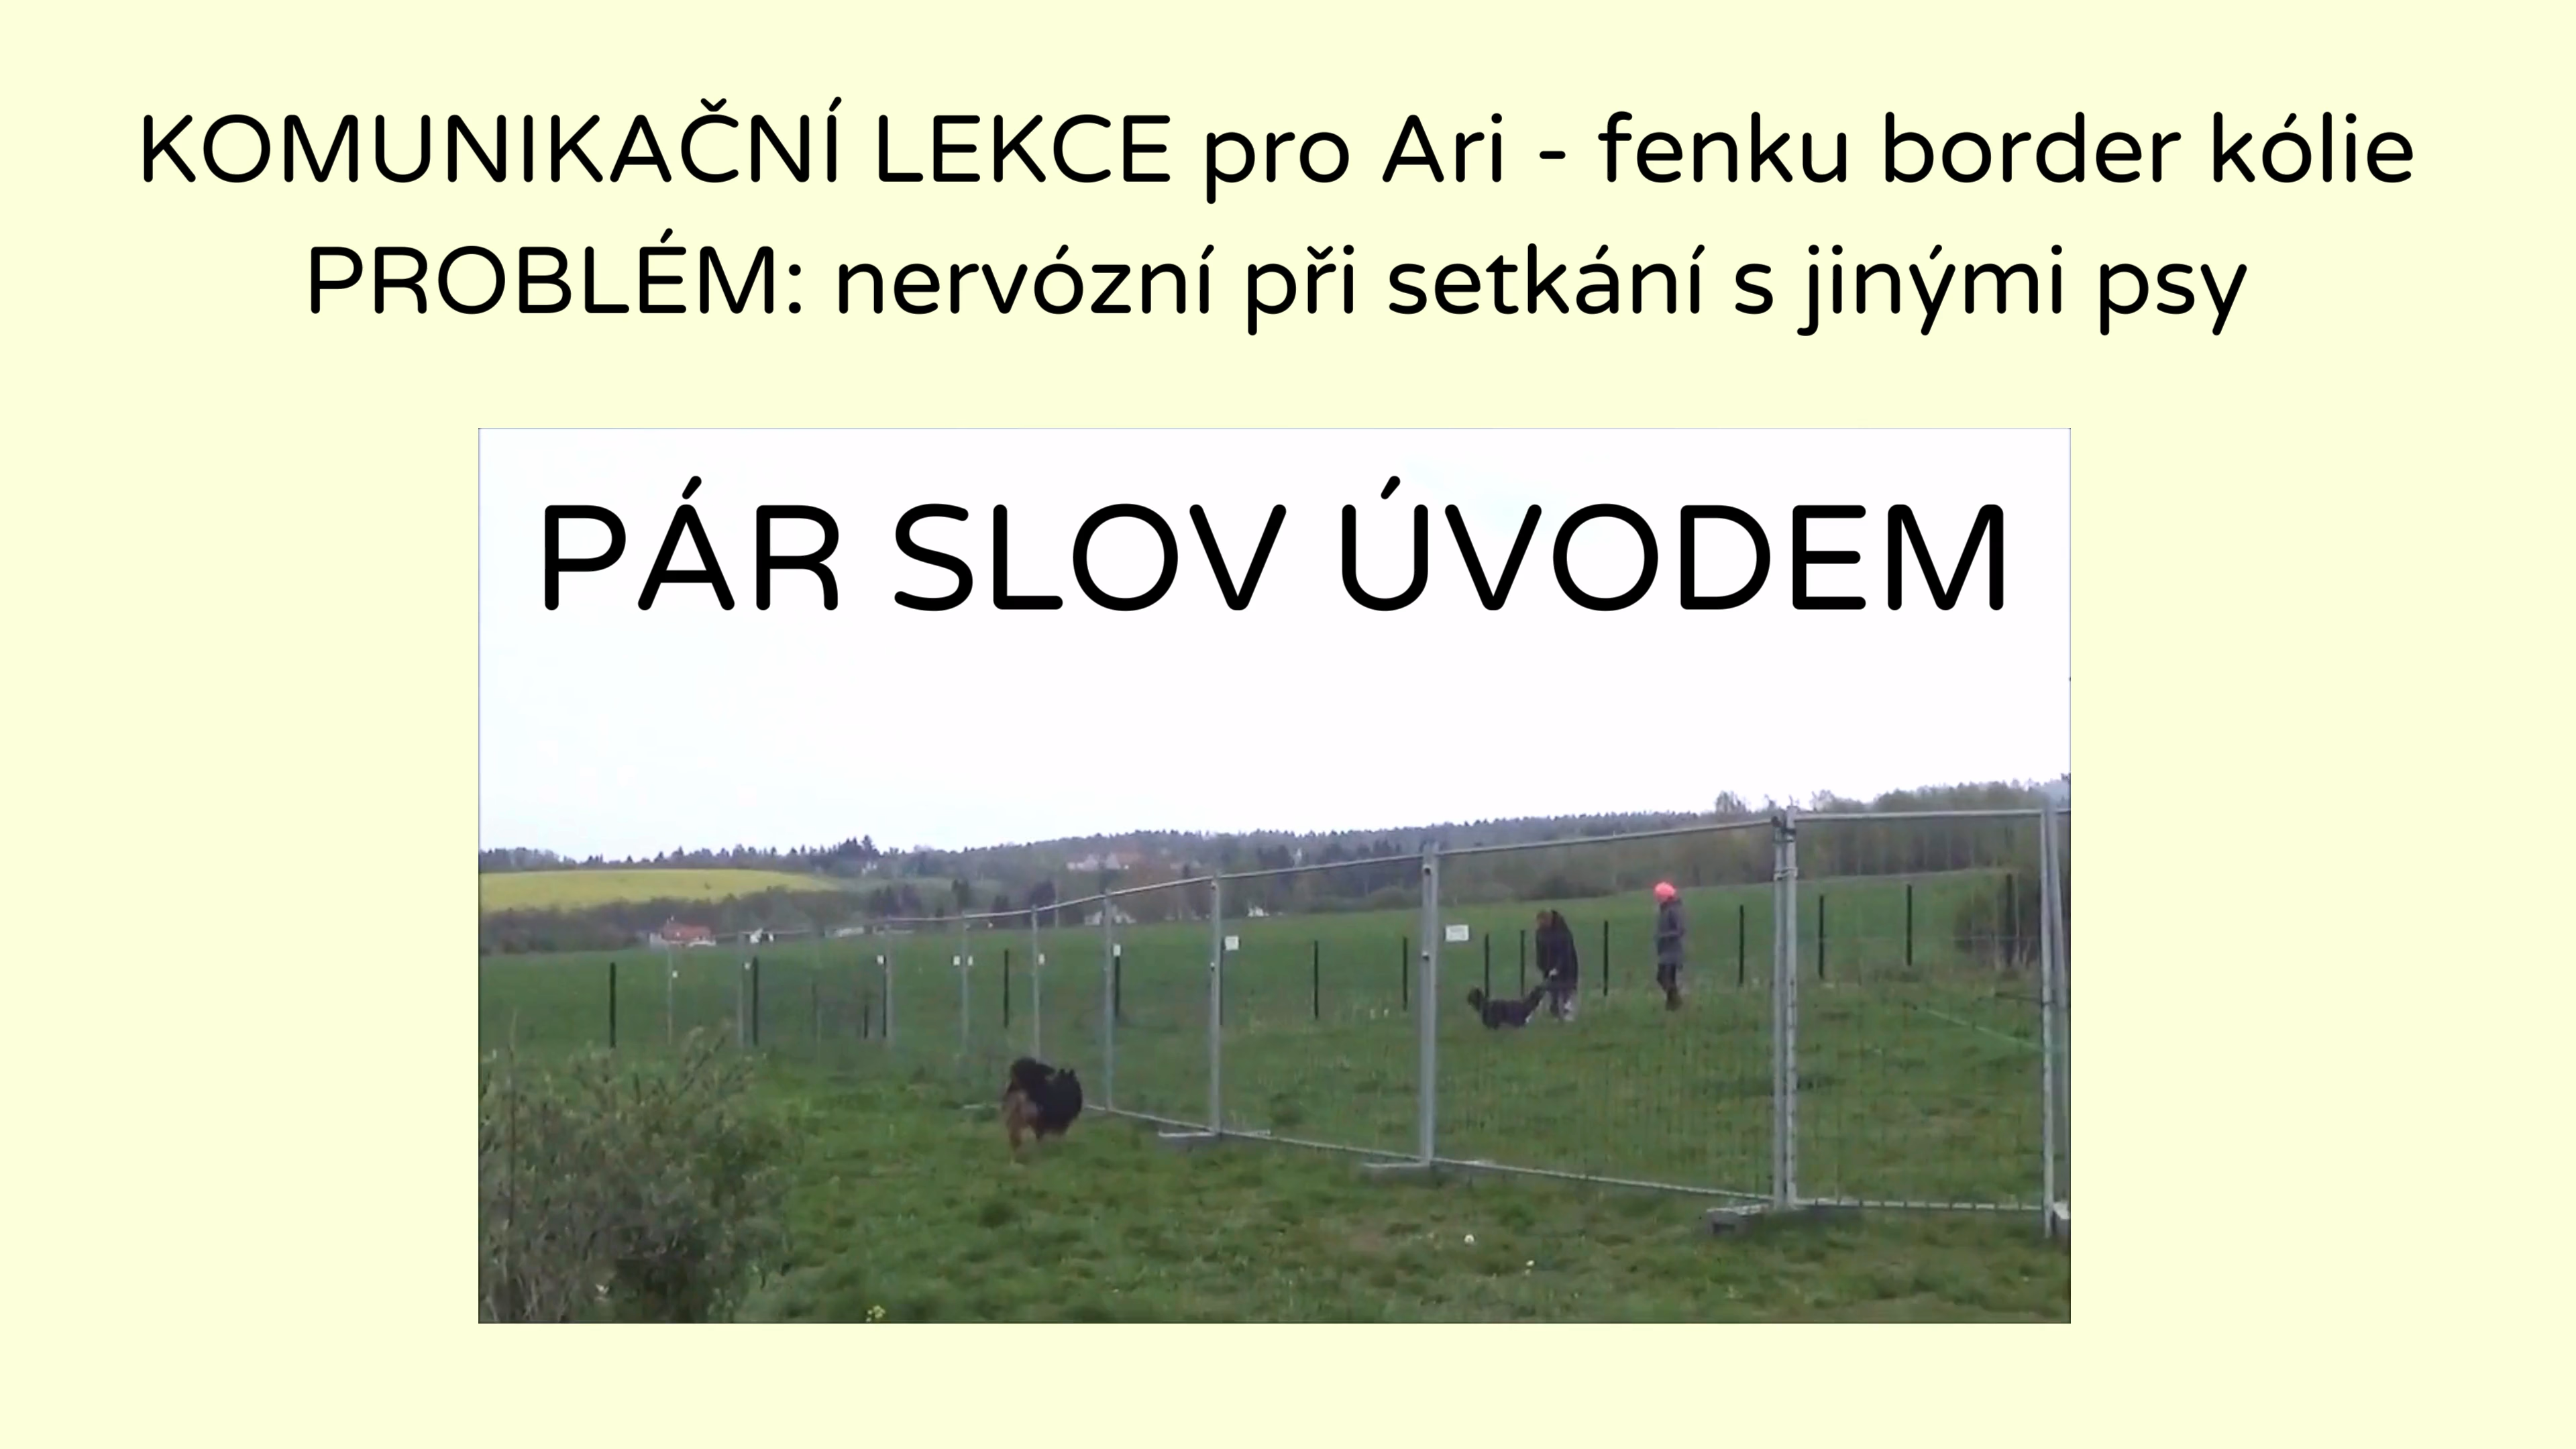 KOMUNIKAČNÍ LEKCE pro Ari - fenku border kólie
PROBLÉM: nervózní při setkání s jinými psy
PÁR SLOV ÚVODEM